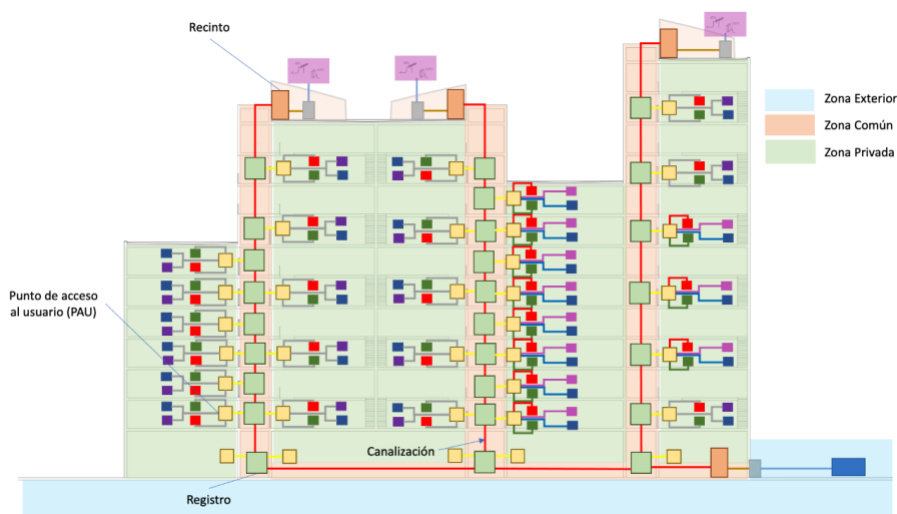 Recinto
Zona Exterior
Zona Común
Zona Privada
Punto de acceso
al usuario (PAU)
Canalización
Registro